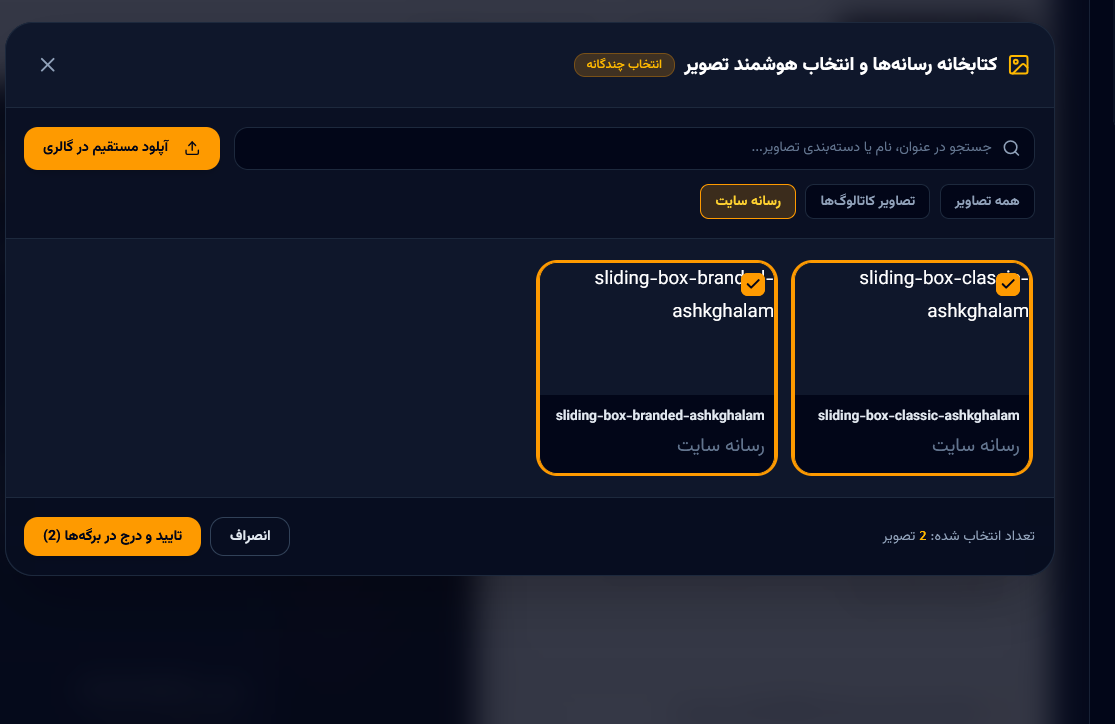 کتابخانه رسانه‌ها و انتخاب هوشمند تصویر
انتخاب چندگانه
جستجو در عنوان، نام یا دسته‌بندی تصاویر...
آپلود مستقیم در گالری
همه تصاویر
تصاویر کاتالوگ‌ها
رسانه سایت
sliding-box-classic-
ashkghalam
sliding-box-classic-ashkghalam
رسانه سایت
sliding-box-branded-
ashkghalam
sliding-box-branded-ashkghalam
رسانه سایت
تعداد انتخاب شده: 2 تصویر
انصراف
تایید و درج در برگه‌ها (2)